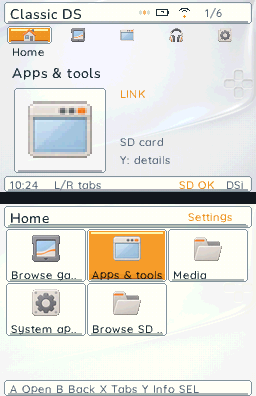 Classic DS 1/6
Home
Apps & tools
LINK
SD card
Y: details
10:24 L/R tabs SD OK DSi
Home Settings
Browse ga.. Apps & tools Media
System ap.. Browse SD ..
A Open B Back X Tabs Y Info SEL